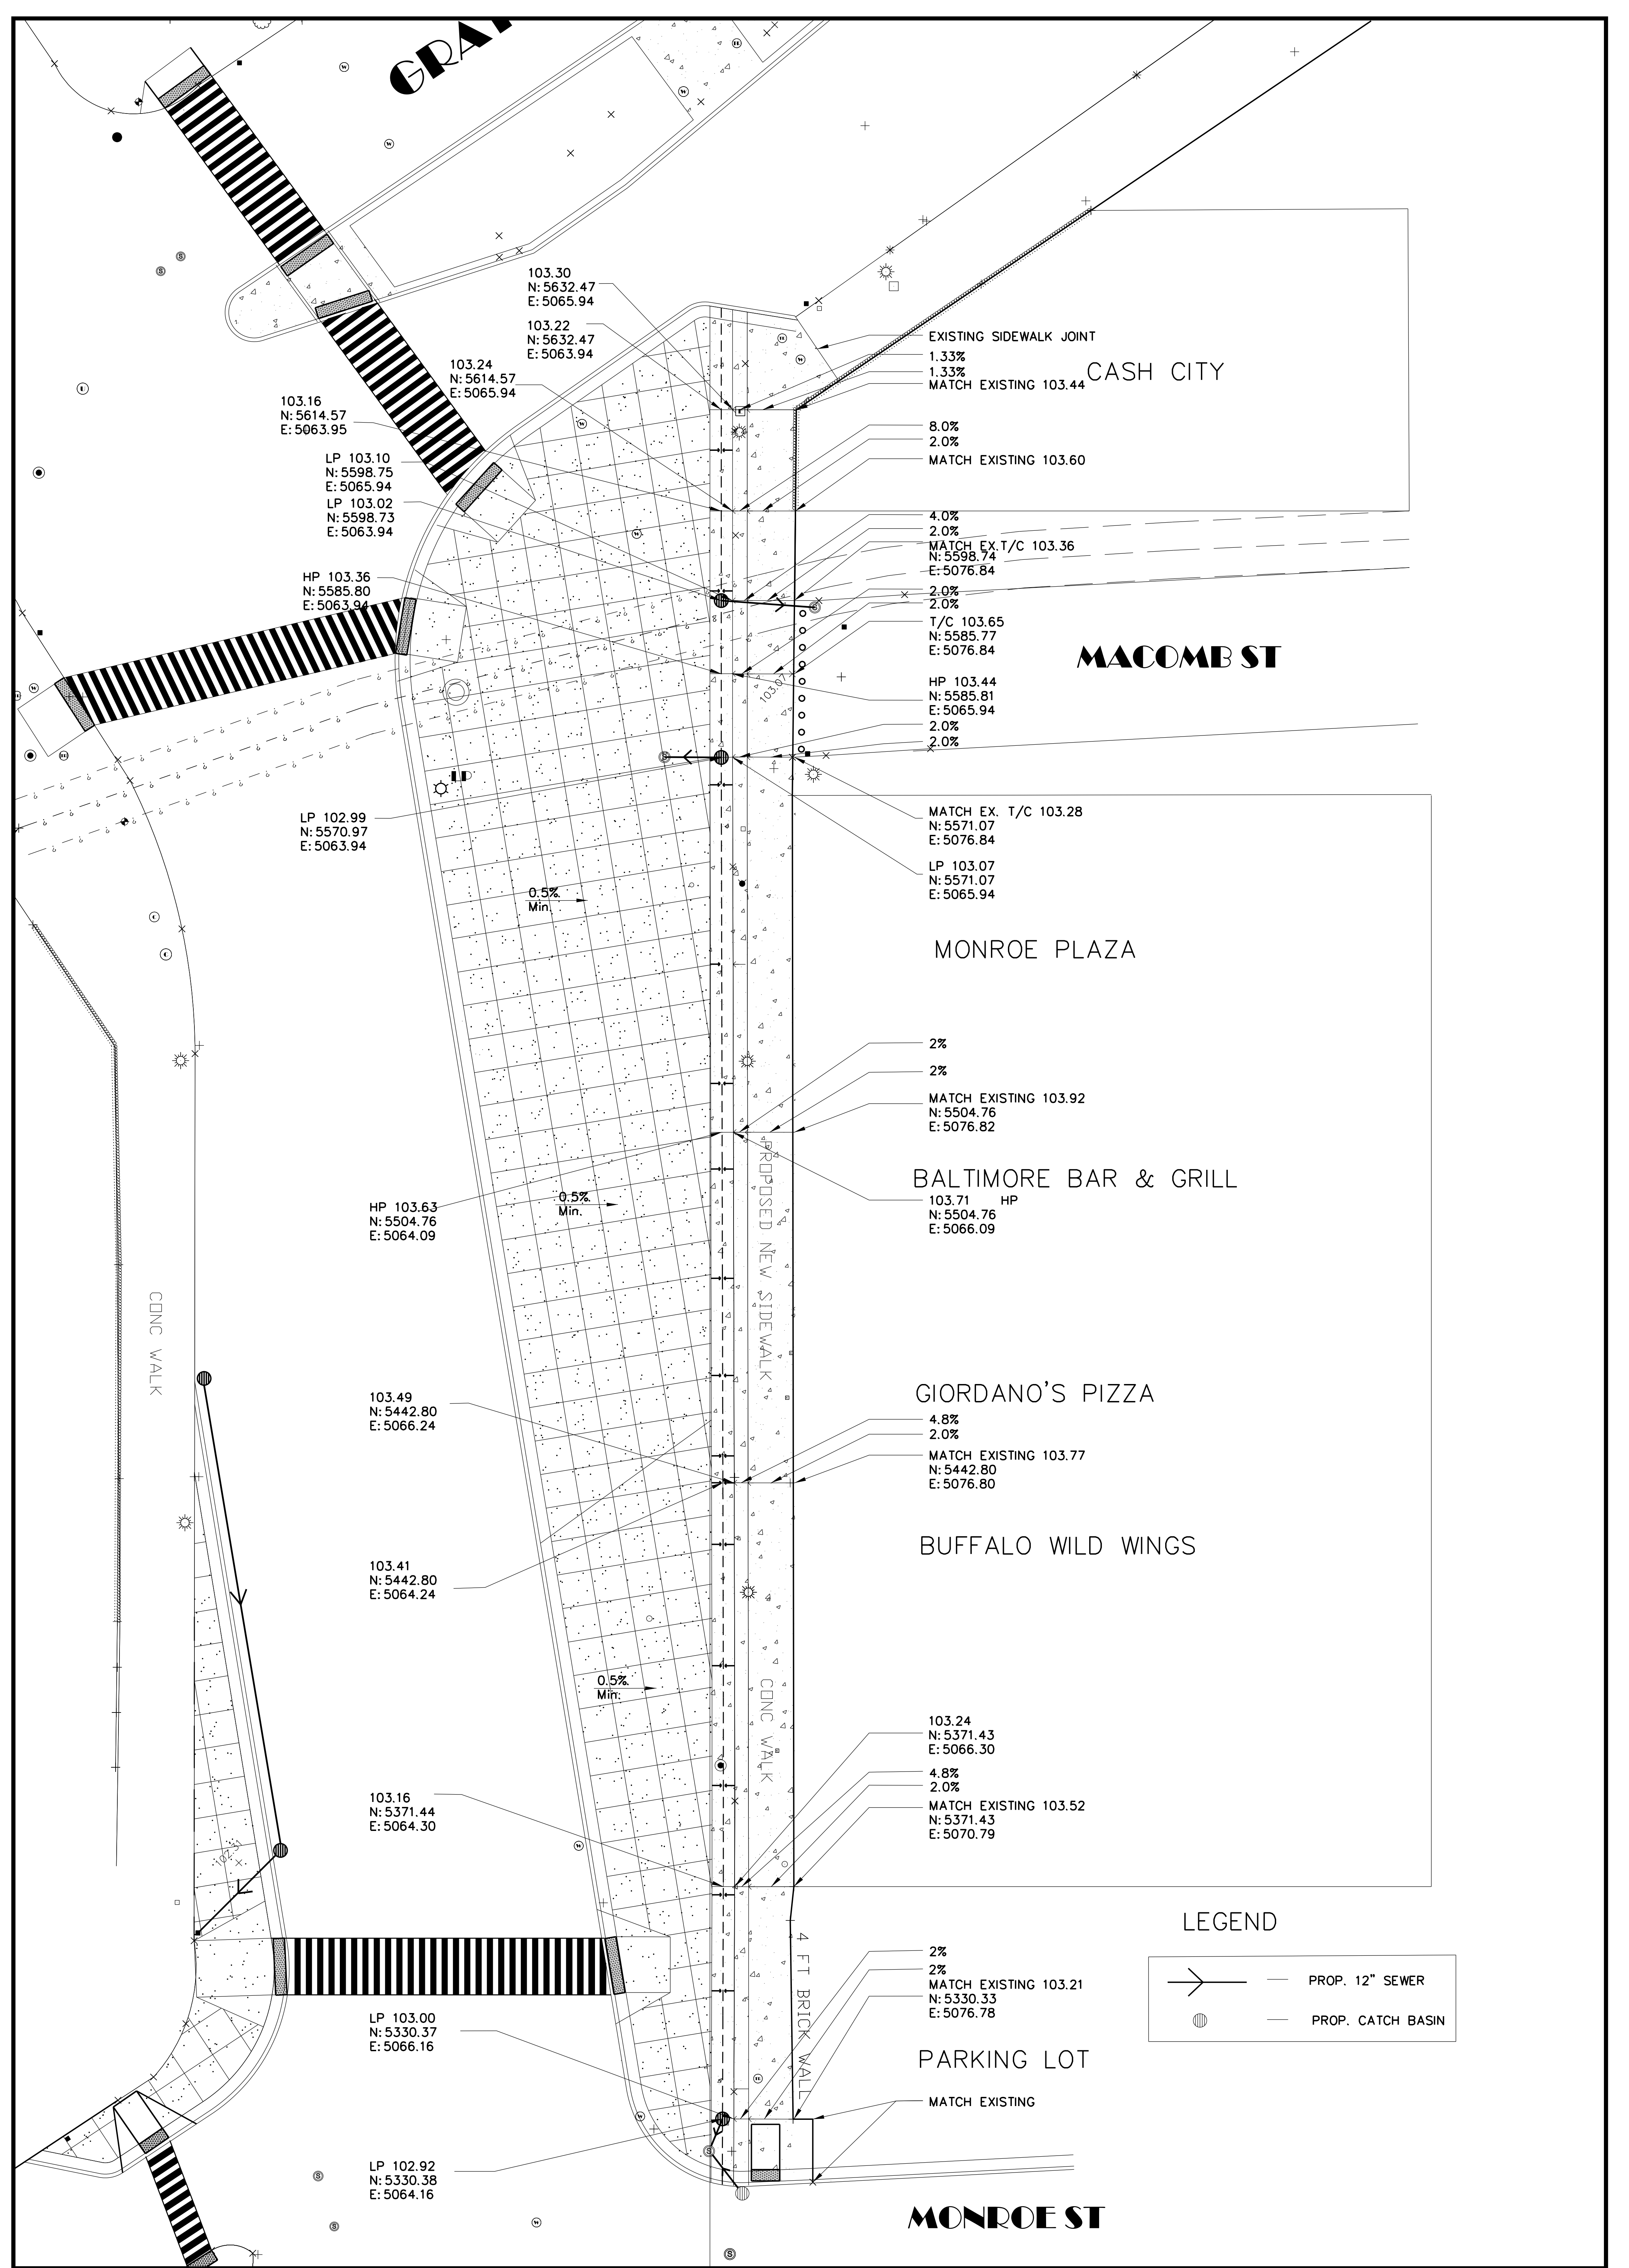 GRA
103.30
N: 5632.47
E: 5065.94
103.22
N: 5632.47
E: 5063.94
103.24
N: 5614.57
E: 5065.94
103.16
N: 5614.57
E: 5063.95
LP 103.10
N: 5598.75
E: 5065.94
LP 103.02
N: 5598.73
E: 5063.94
HP 103.36
N: 5585.80
E: 5063.94
EXISTING SIDEWALK JOINT
1.33%
1.33%
MATCH EXISTING 103.44
CASH CITY
8.0%
2.0%
MATCH EXISTING 103.60
4.0%
2.0%
MATCH EX.T/C 103.36
N: 5598.74
E: 5076.84
2.0%
2.0%
T/C 103.65
N: 5585.77
E: 5076.84
MACOMB ST
103.07
HP 103.44
N: 5585.81
E: 5065.94
2.0%
2.0%
LP 102.99
N: 5570.97
E: 5063.94
MATCH EX. T/C 103.28
N: 5571.07
E: 5076.84
LP 103.07
N: 5571.07
E: 5065.94
0.5%
Min.
MONROE PLAZA
2%
2%
MATCH EXISTING 103.92
N: 5504.76
E: 5076.82
BALTIMORE BAR & GRILL
103.71 HP
N: 5504.76
E: 5066.09
HP 103.63
N: 5504.76
E: 5064.09
0.5%
Min.
PROPOSED NEW SIDEWALK
CONC WALK
GIORDANO'S PIZZA
103.49
N: 5442.80
E: 5066.24
4.8%
2.0%
MATCH EXISTING 103.77
N: 5442.80
E: 5076.80
BUFFALO WILD WINGS
103.41
N: 5442.80
E: 5064.24
0.5%
Min.
CONC WALK
103.24
N: 5371.43
E: 5066.30
4.8%
2.0%
MATCH EXISTING 103.52
N: 5371.43
E: 5070.79
103.16
N: 5371.44
E: 5064.30
4 FT BRICK WALL
2%
2%
MATCH EXISTING 103.21
N: 5330.33
E: 5076.78
LP 103.00
N: 5330.37
E: 5066.16
PARKING LOT
MATCH EXISTING
LP 102.92
N: 5330.38
E: 5064.16
MONROE ST
LEGEND
PROP. 12" SEWER
PROP. CATCH BASIN